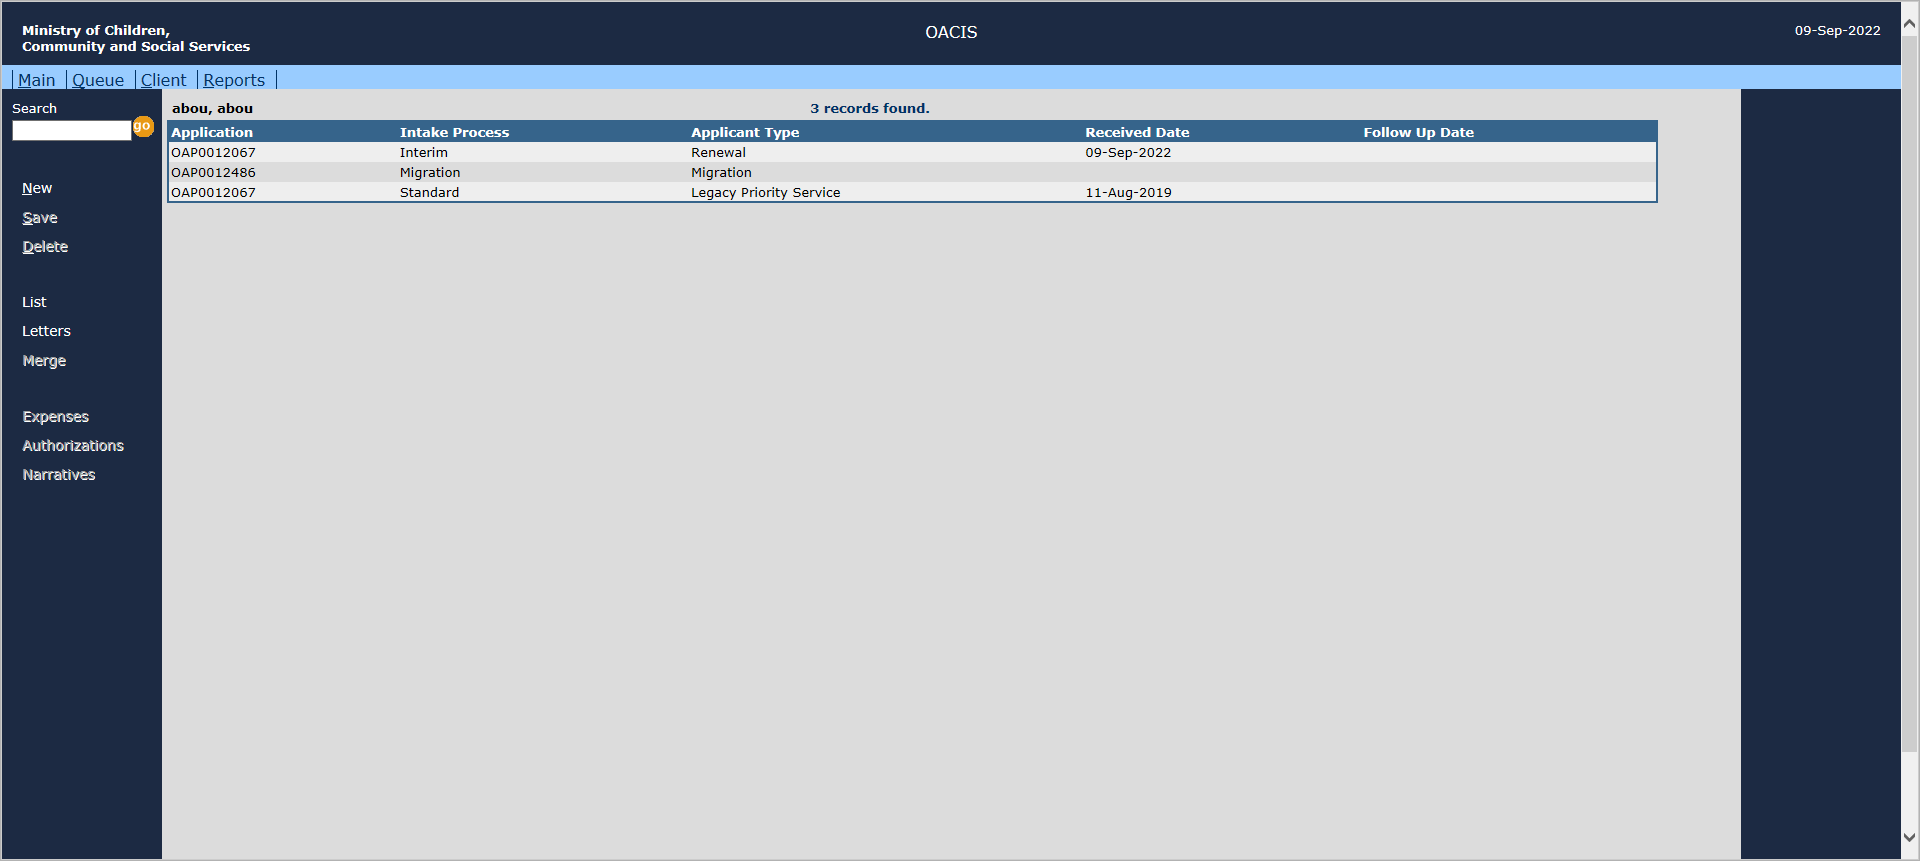 Ministry of Children,
Community and Social Services
OACIS
09-Sep-2022
Main Queue Client Reports
Search
go
abou, abou
3 records found.
Application Intake Process Applicant Type Received Date Follow Up Date
OAP0012067 Interim Renewal 09-Sep-2022
OAP0012486 Migration Migration
OAP0012067 Standard Legacy Priority Service 11-Aug-2019
New
Save
Delete
List
Letters
Merge
Expenses
Authorizations
Narratives